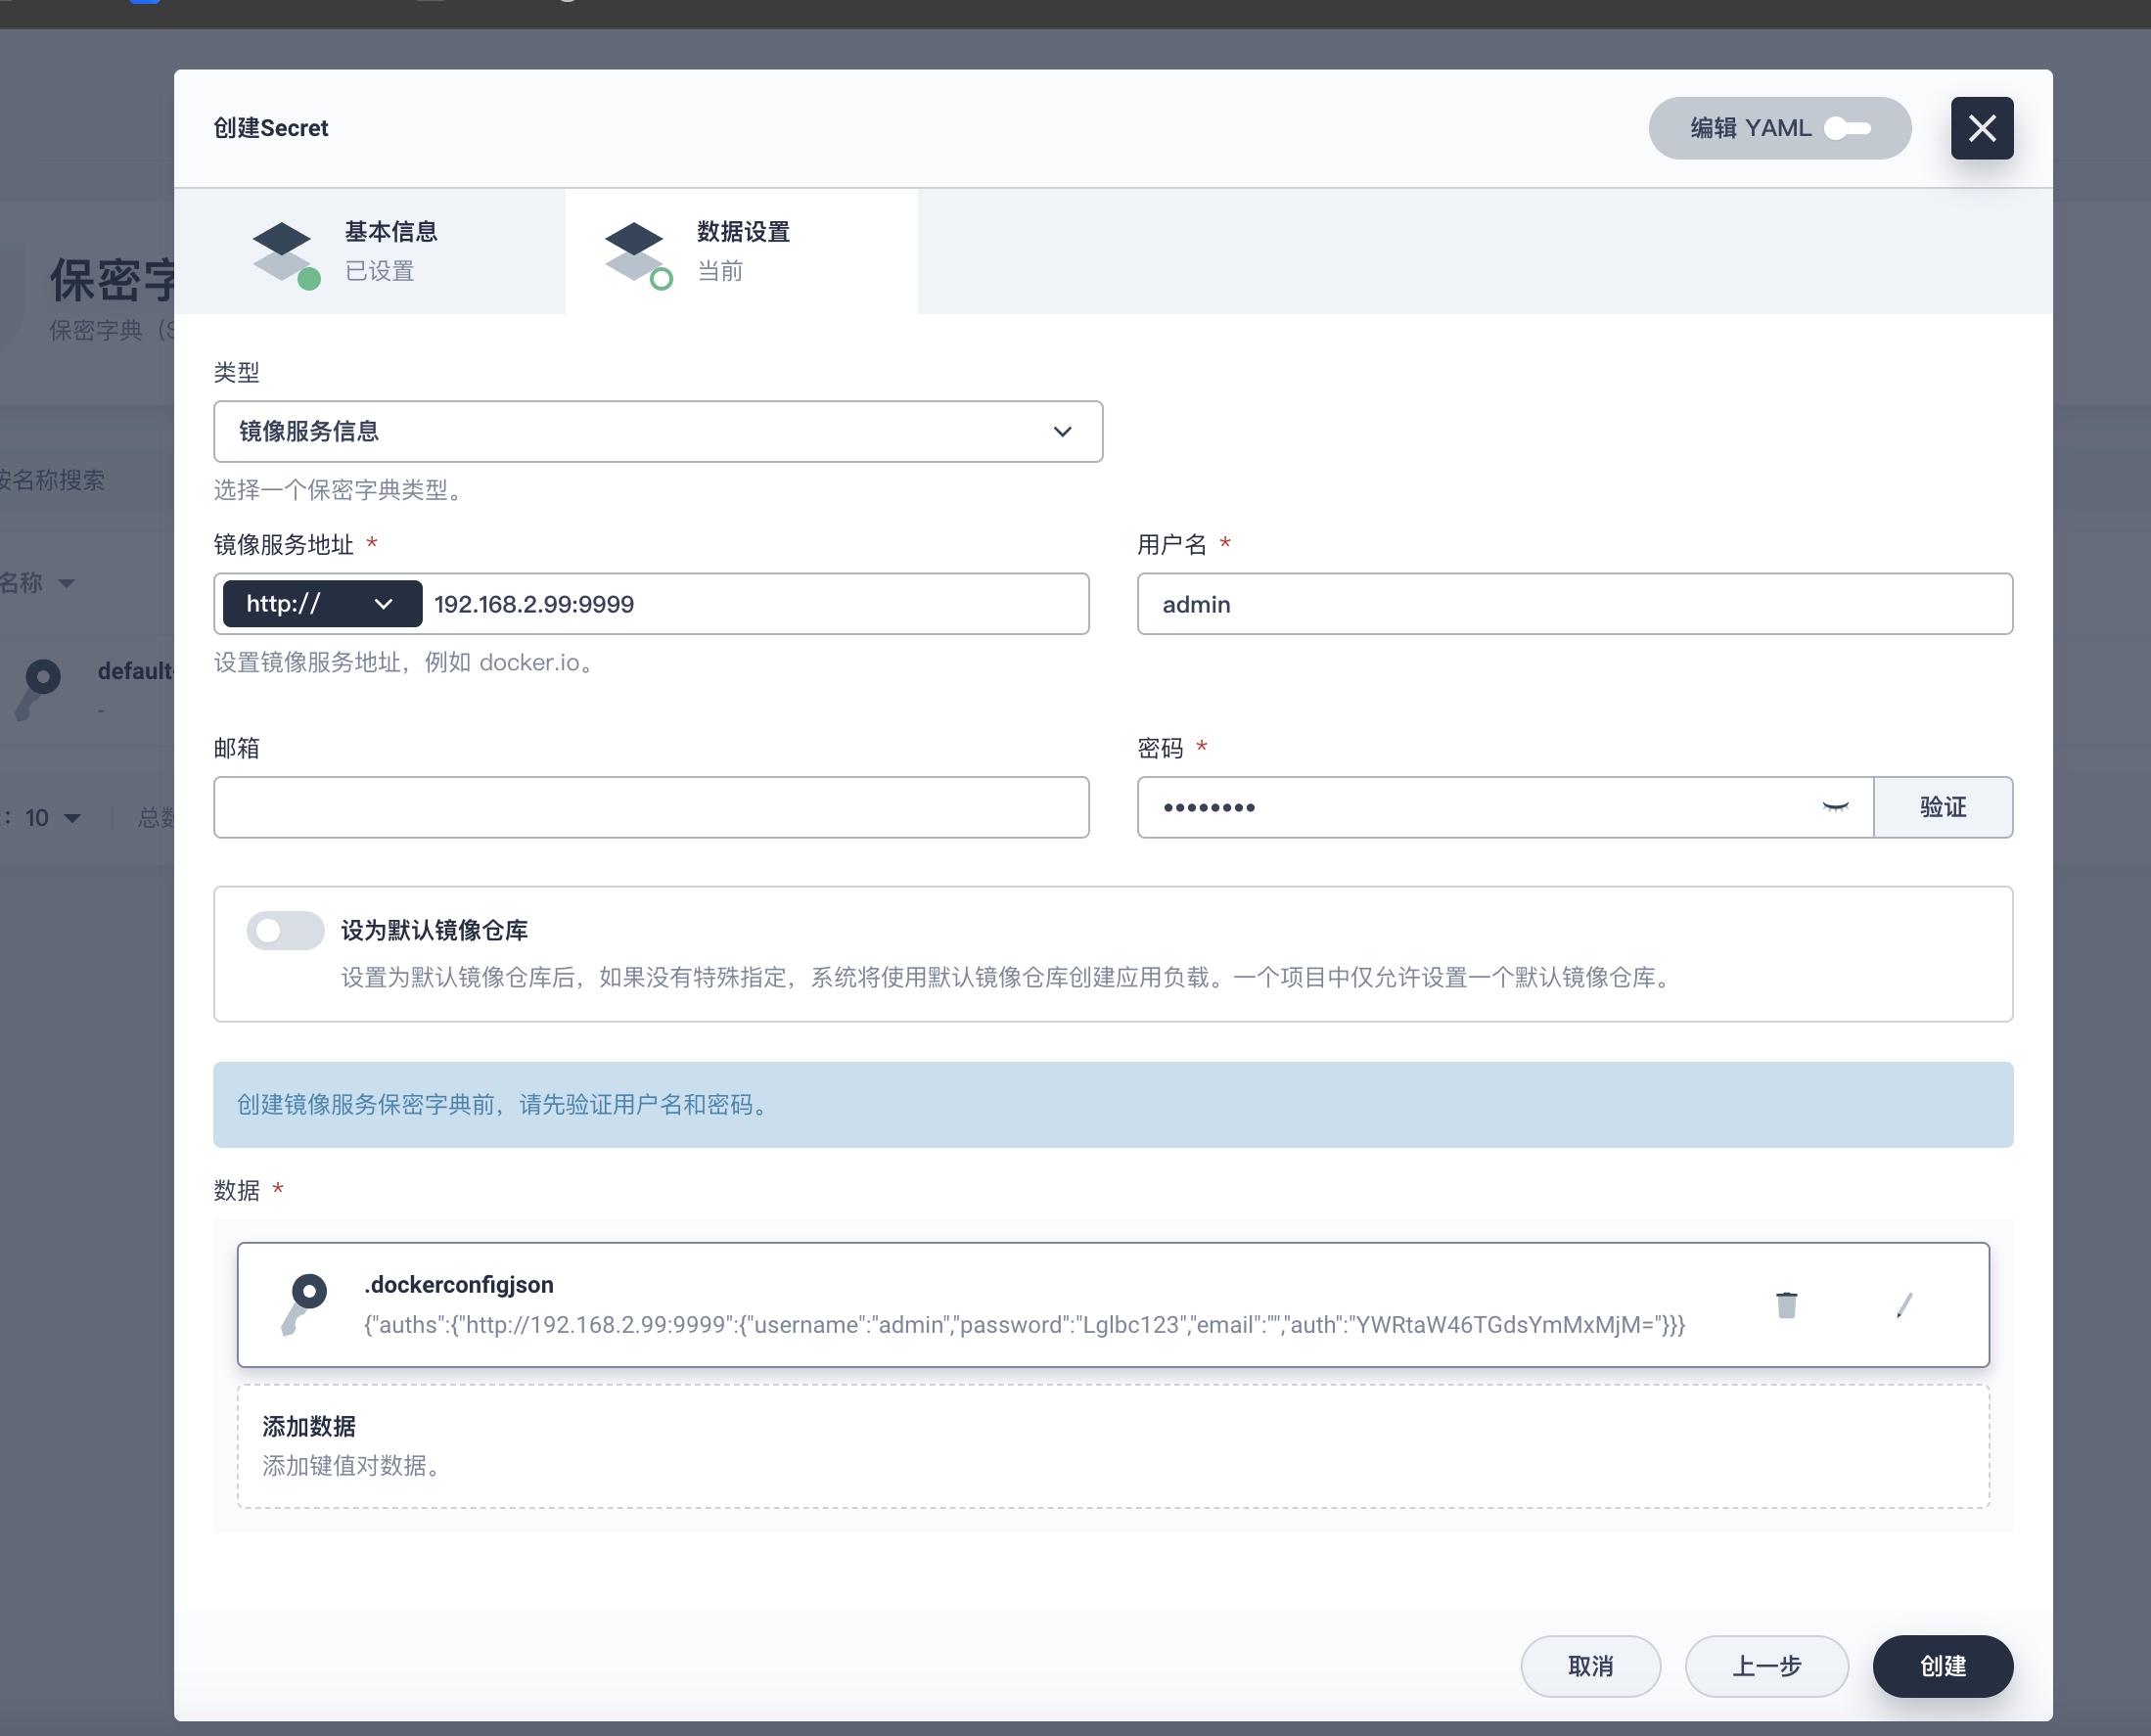 创建Secret
编辑 YAML
基本信息
已设置
数据设置
当前
保密字
保密字典（S
按名称搜索
名称
default-
-
: 10
总数
类型
镜像服务信息
选择一个保密字典类型。
镜像服务地址 *
用户名 *
http://
192.168.2.99:9999
admin
设置镜像服务地址，例如 docker.io。
邮箱
密码 *
••••••••
验证
设为默认镜像仓库
设置为默认镜像仓库后，如果没有特殊指定，系统将使用默认镜像仓库创建应用负载。一个项目中仅允许设置一个默认镜像仓库。
创建镜像服务保密字典前，请先验证用户名和密码。
数据 *
.dockerconfigjson
{"auths":{"http://192.168.2.99:9999":{"username":"admin","password":"Lglbc123","email":"","auth":"YWRtaW46TGdsYmMxMjM="}}}
添加数据
添加键值对数据。
取消
上一步
创建